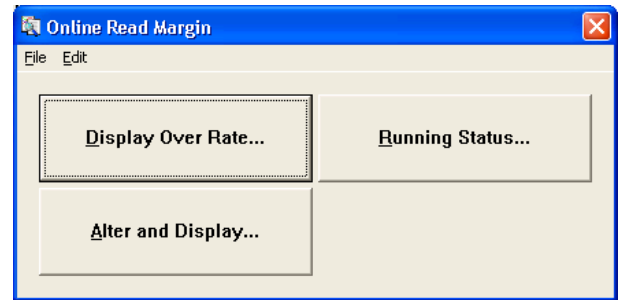 Online Read Margin
File Edit
Display Over Rate... Running Status...
Alter and Display...